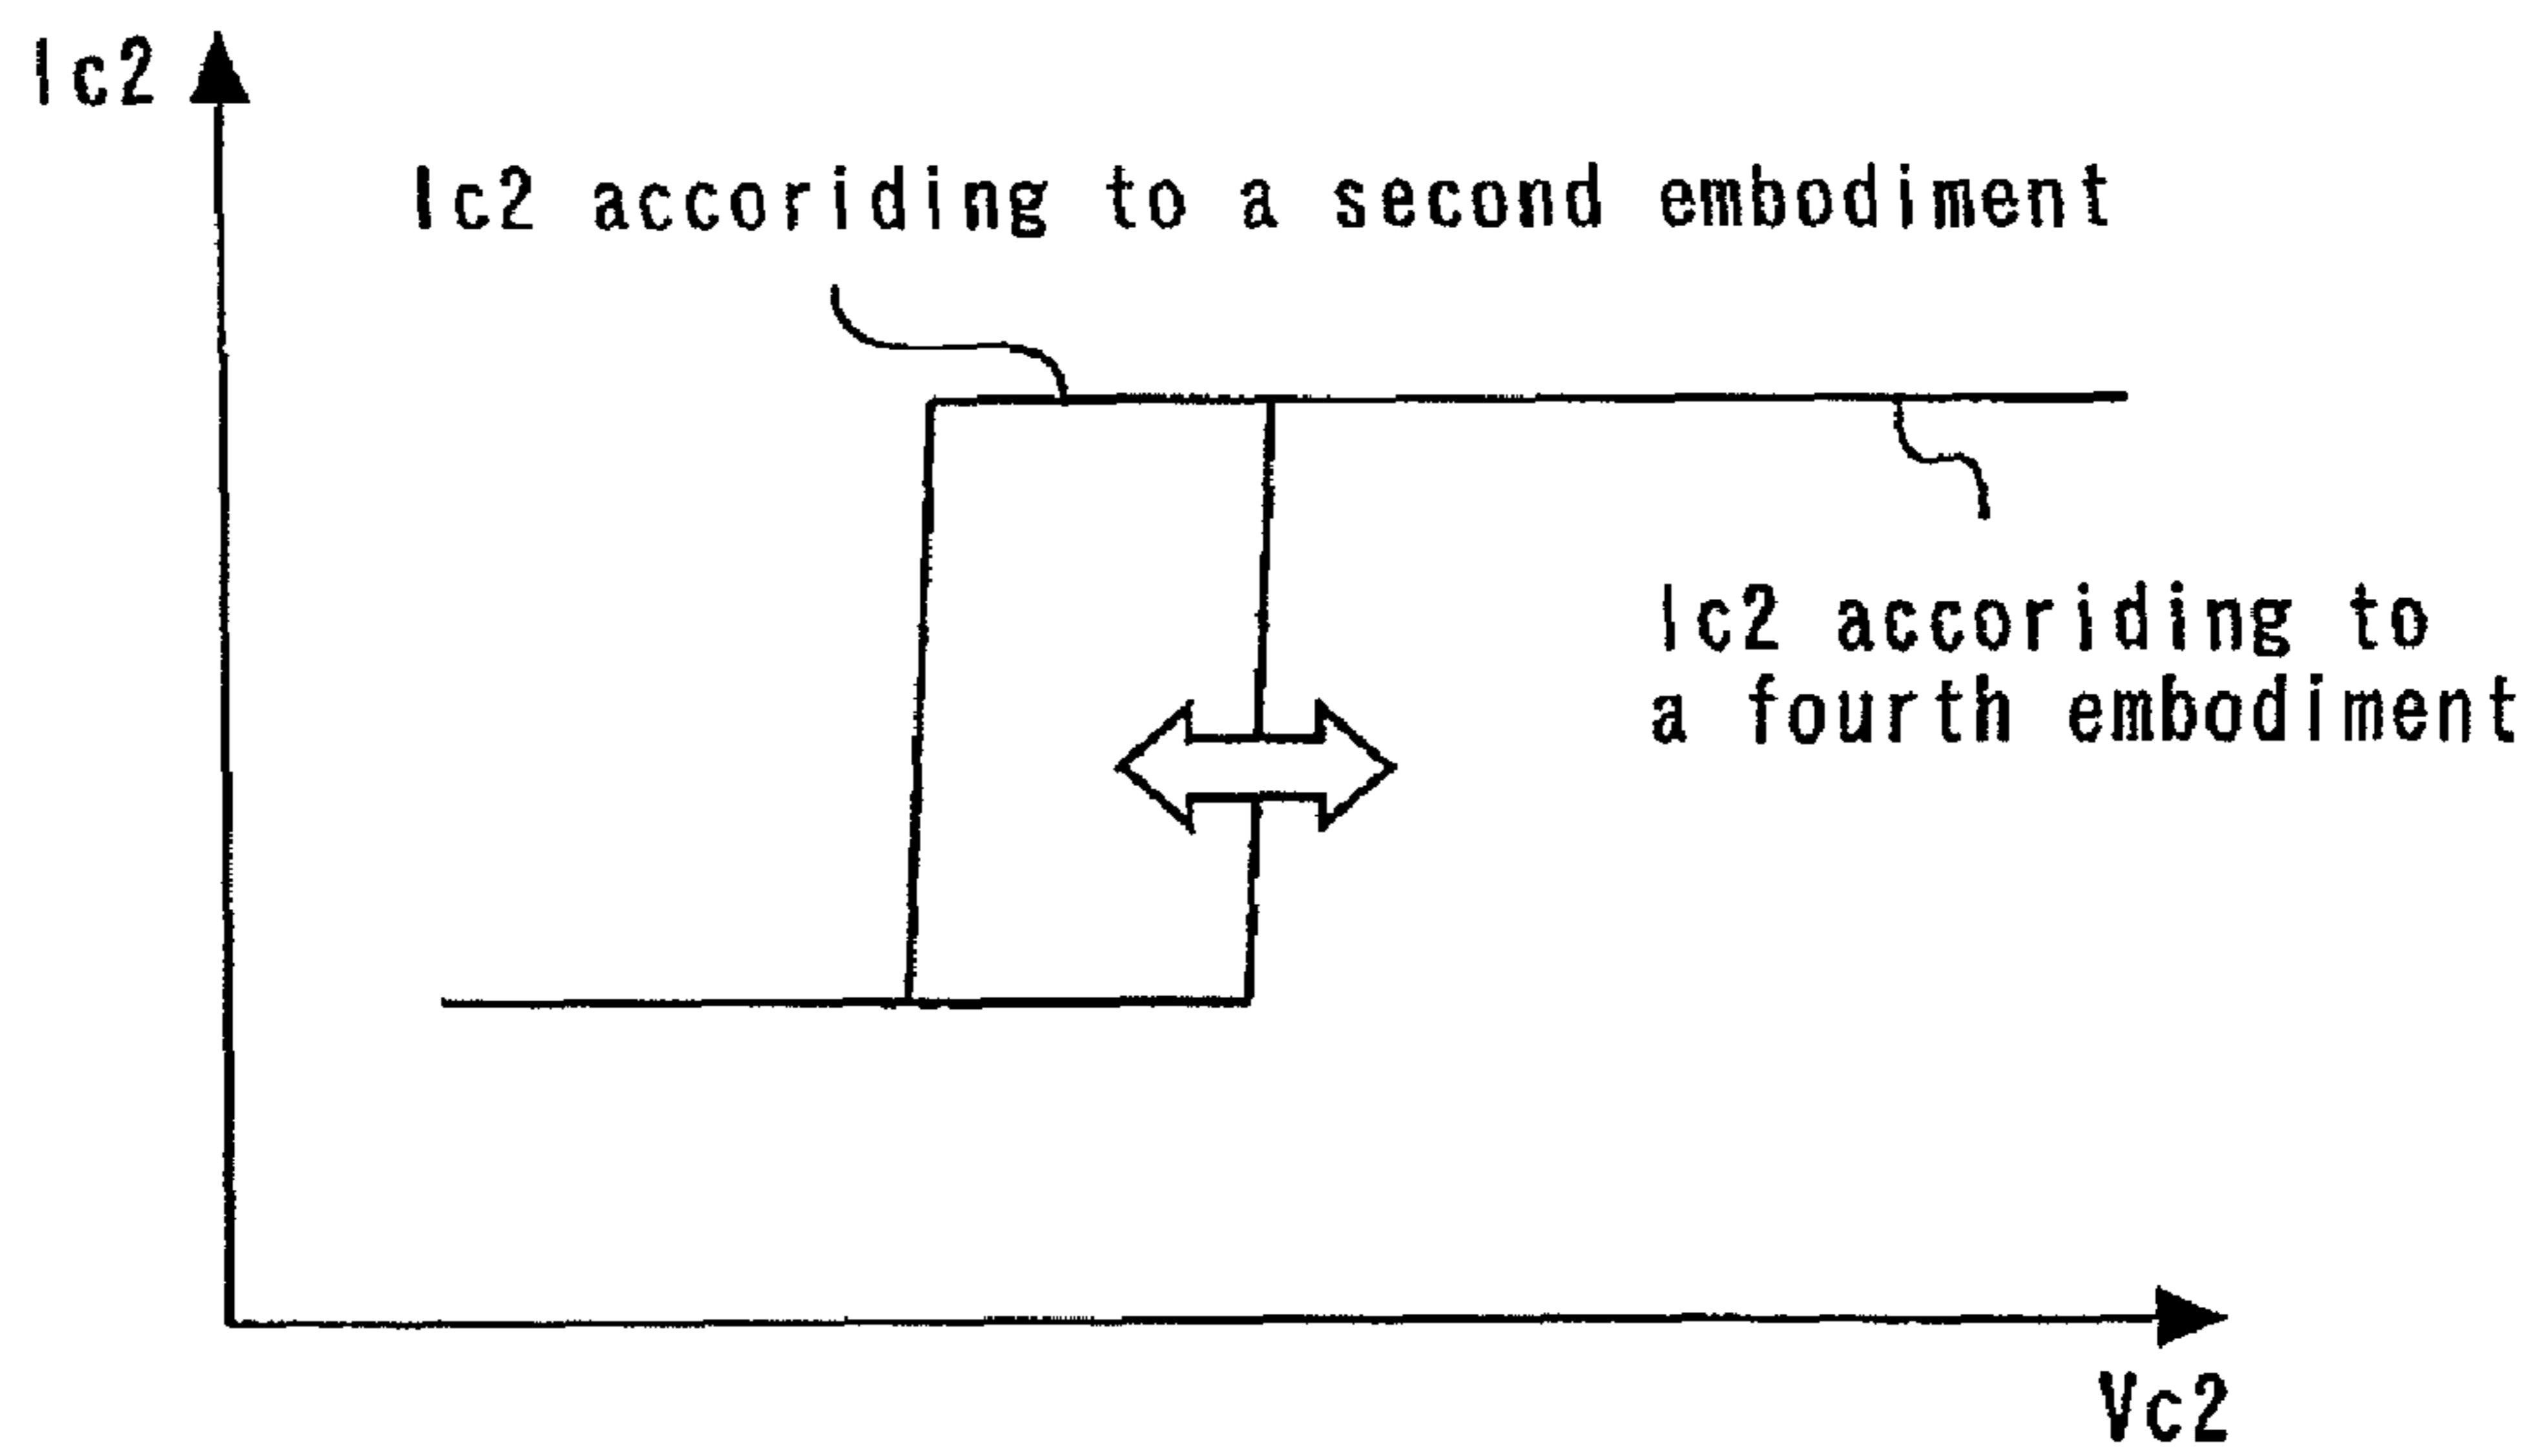 Ic2
Ic2 accoriding to a second embodiment
Ic2 accoriding to
a fourth embodiment
Vc2